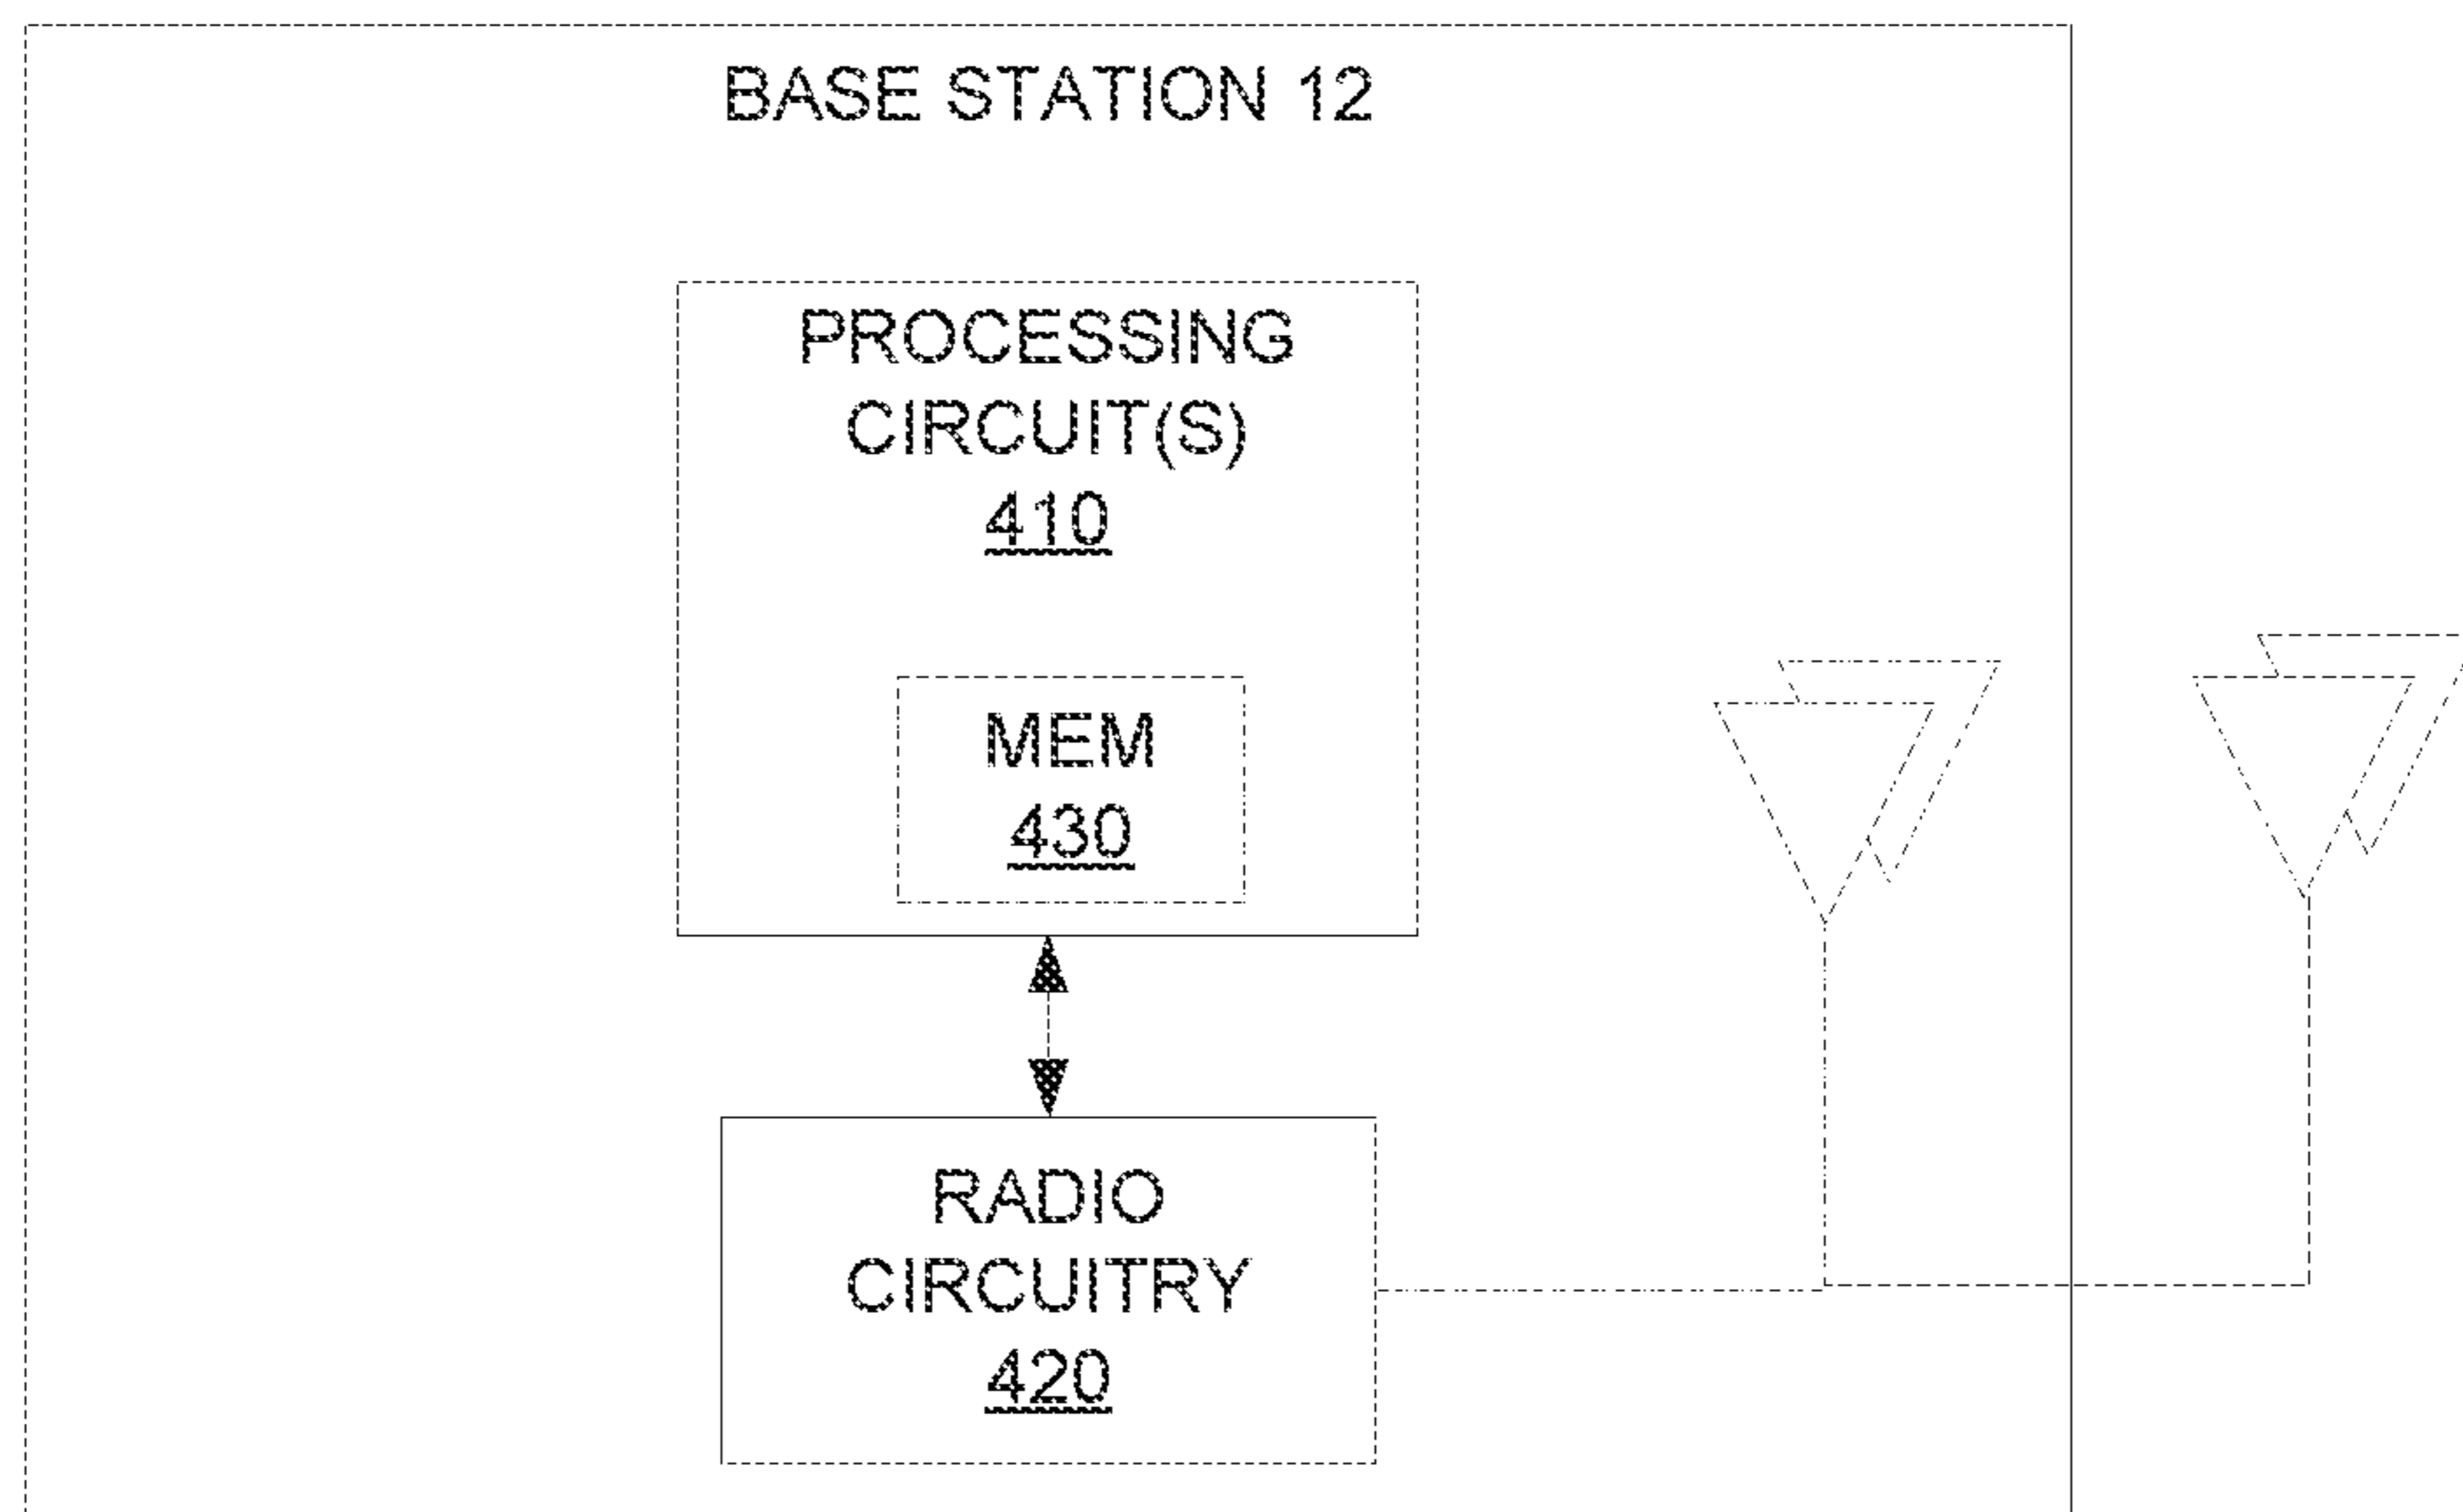 BASE STATION 12
PROCESSING
CIRCUIT(S)
410
MEM
430
RADIO
CIRCUITRY
420